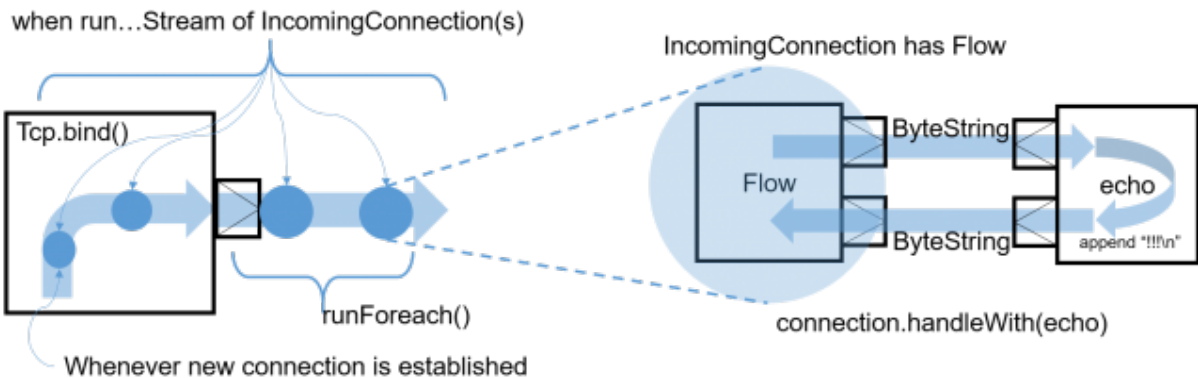 when run…Stream of IncomingConnection(s)
Tcp.bind()
runForeach()
Whenever new connection is established
IncomingConnection has Flow
ByteString
Flow
echo
ByteString
append "!!!\n"
connection.handleWith(echo)